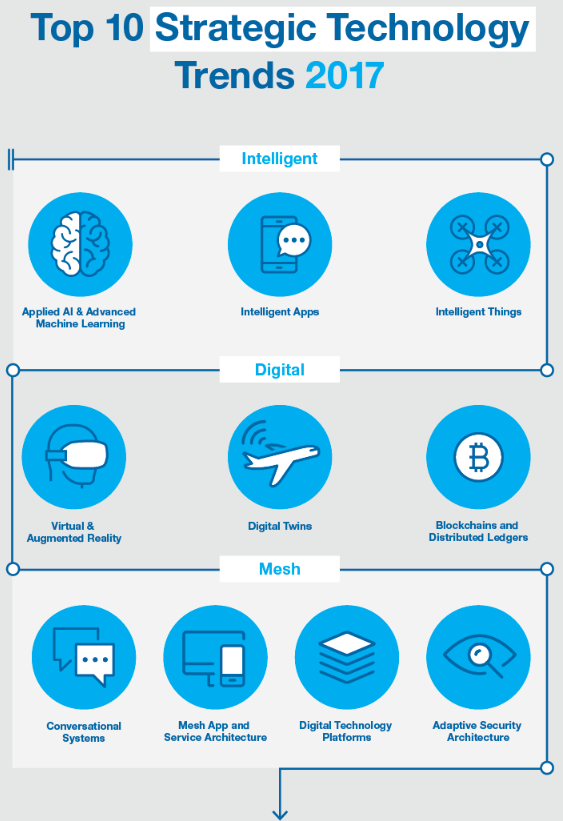 Top 10 Strategic Technology
Trends 2017
Intelligent
Applied AI & Advanced
Machine Learning
Intelligent Apps
Intelligent Things
Digital
Virtual &
Augmented Reality
Digital Twins
Blockchains and
Distributed Ledgers
Mesh
Conversational
Systems
Mesh App and
Service Architecture
Digital Technology
Platforms
Adaptive Security
Architecture